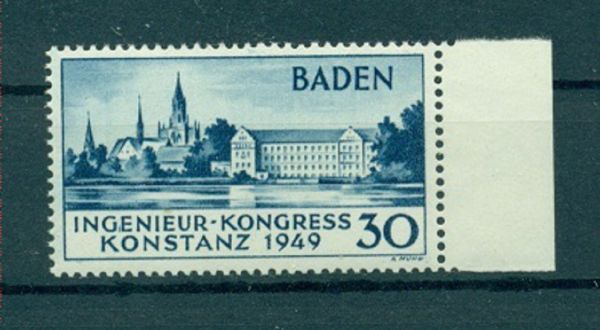 BADEN
INGENIEUR-KONGRESS
KONSTANZ 1949 30